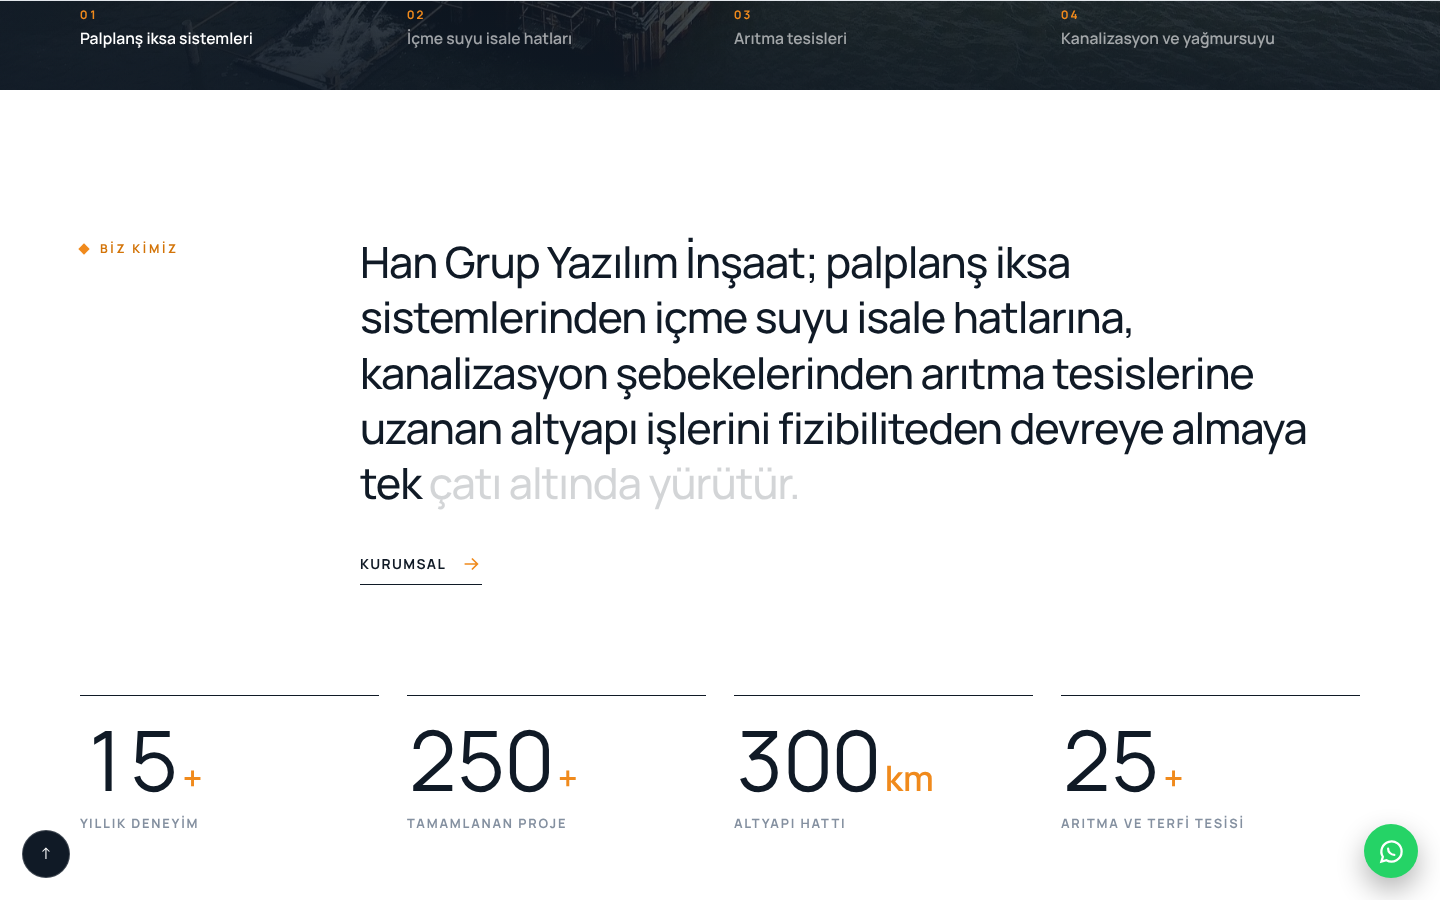 01
Palplanş iksa sistemleri
02
İçme suyu isale hatları
03
Arıtma tesisleri
04
Kanalizasyon ve yağmursuyu
BİZ KİMİZ
Han Grup Yazılım İnşaat; palplanş iksa
sistemlerinden içme suyu isale hatlarına,
kanalizasyon şebekelerinden arıtma tesislerine
uzanan altyapı işlerini fizibiliteden devreye almaya
tek çatı altında yürütür.
KURUMSAL →
15+
YILLIK DENEYİM
250+
TAMAMLANAN PROJE
300km
ALTYAPI HATTI
25+
ARITMA VE TERFİ TESİSİ
↑